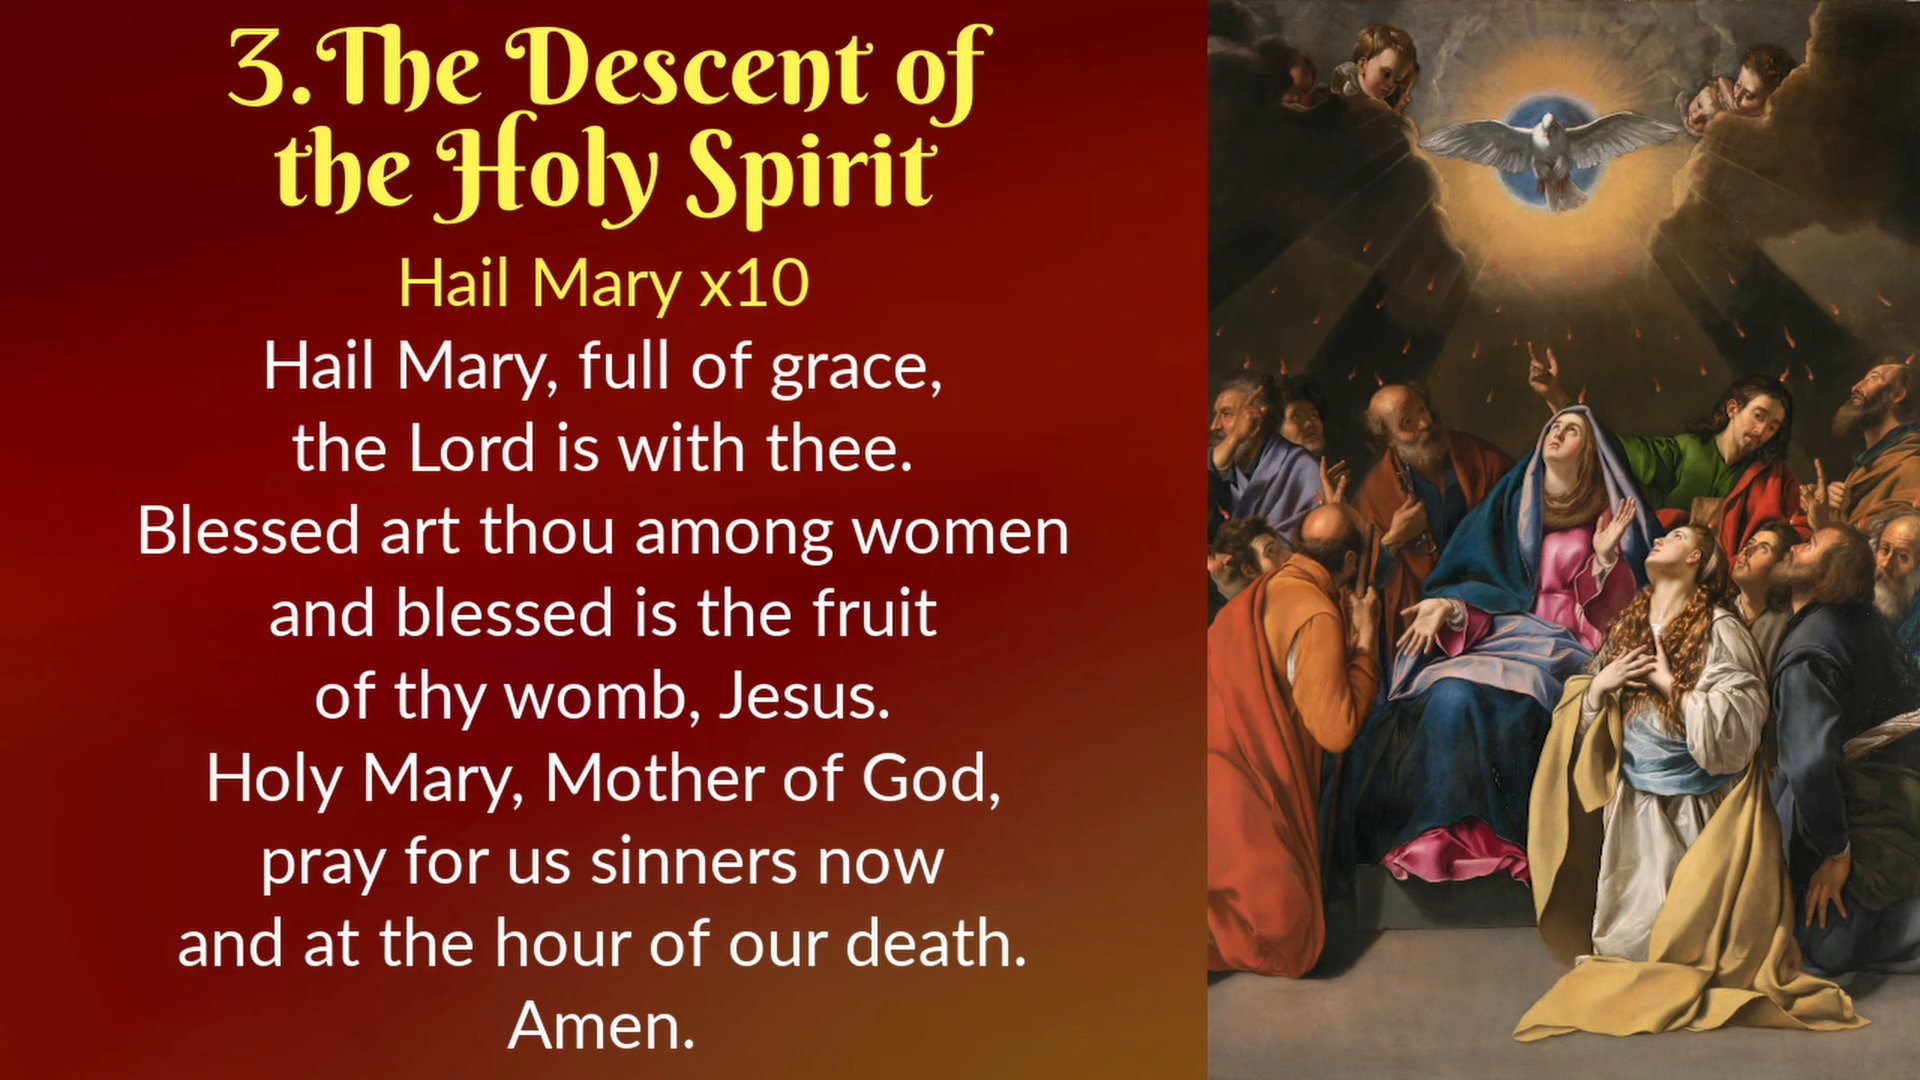 3.The Descent of
the Holy Spirit
Hail Mary x10
Hail Mary, full of grace,
the Lord is with thee.
Blessed art thou among women
and blessed is the fruit
of thy womb, Jesus.
Holy Mary, Mother of God,
pray for us sinners now
and at the hour of our death.
Amen.